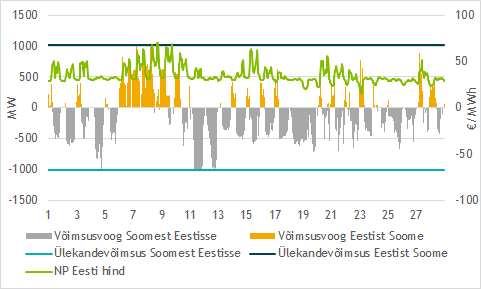 1500
1000
500
0
-500
-1000
-1500
MW
100
50
0
-50
-100
€ / MWh
1 3 5 7 9 11 13 15 17 19 21 23 25 27
Võimsusvoog Soomest Eestisse Võimsusvoog Eestist Soome
Ülekandevõimsus Soomest Eestisse Ülekandevõimsus Eestist Soome
NP Eesti hind